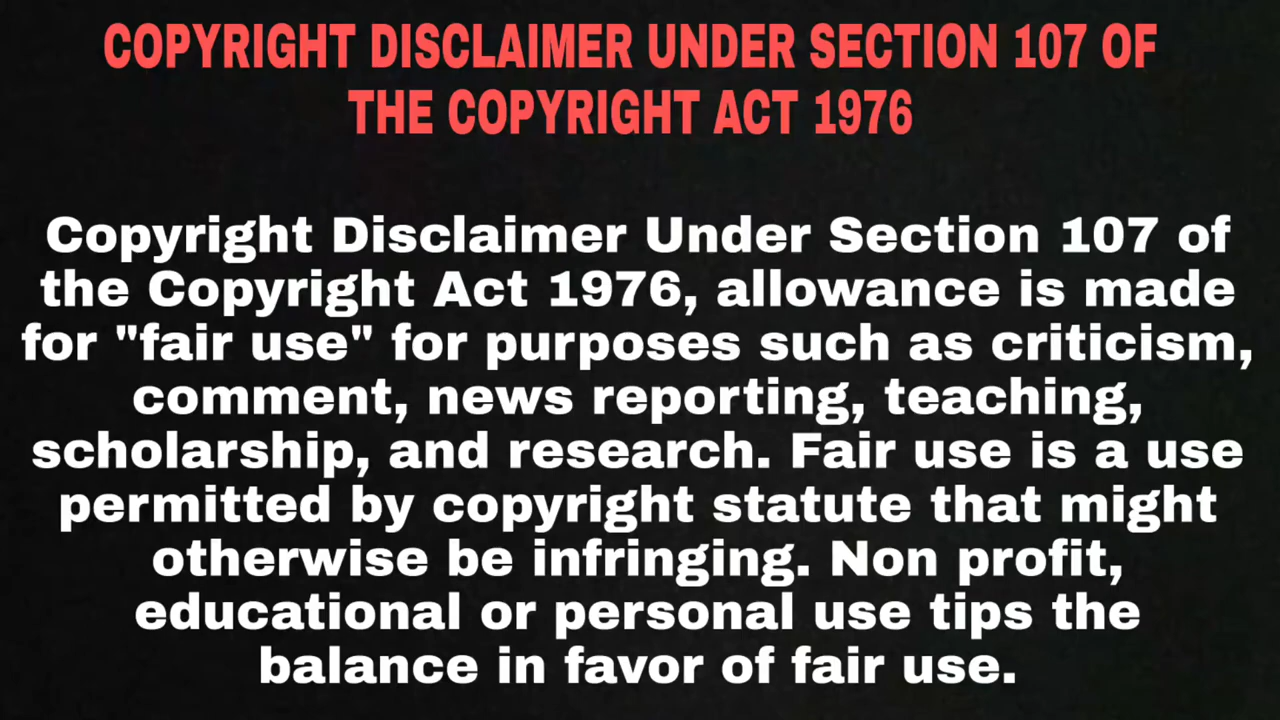 COPYRIGHT DISCLAIMER UNDER SECTION 107 OF
THE COPYRIGHT ACT 1976
Copyright Disclaimer Under Section 107 of
the Copyright Act 1976, allowance is made
for "fair use" for purposes such as criticism,
comment, news reporting, teaching,
scholarship, and research. Fair use is a use
permitted by copyright statute that might
otherwise be infringing. Non profit,
educational or personal use tips the
balance in favor of fair use.